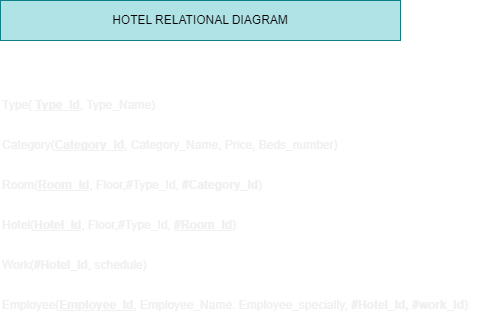 HOTEL RELATIONAL DIAGRAM
Type( Type_Id, Type_Name)
Category(Category_Id, Category_Name, Price, Beds_number)
Room(Room_Id, Floor,#Type_Id, #Category_Id)
Hotel(Hotel_Id, Floor,#Type_Id, #Room_Id)
Work(#Hotel_Id, schedule)
Employee(Employee_Id, Employee_Name. Employee_specially, #Hotel_Id, #work_Id)